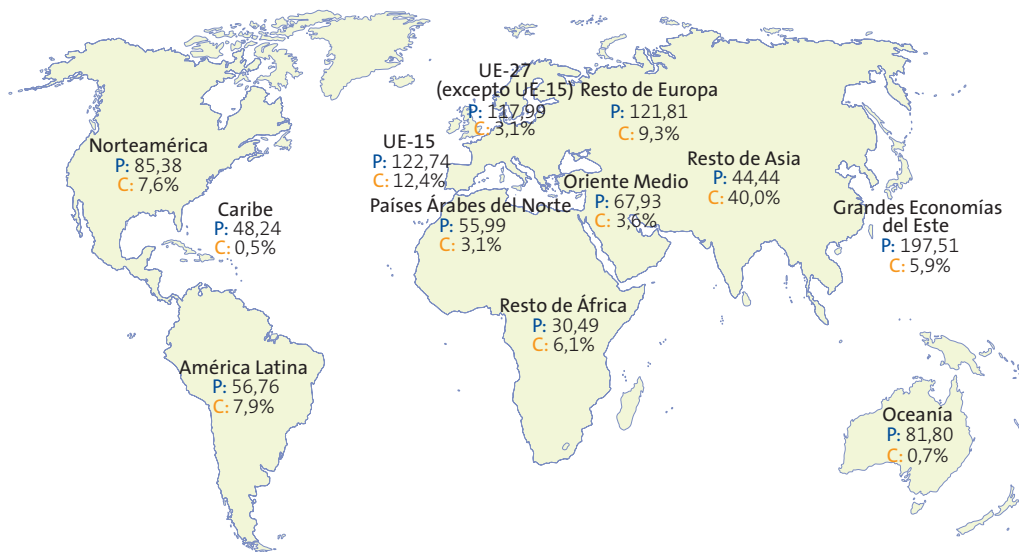 UE-27
(excepto UE-15)
P: 117,99
C: 3,1%
Resto de Europa
P: 121,81
C: 9,3%
UE-15
P: 122,74
C: 12,4%
Norteamérica
P: 85,38
C: 7,6%
Resto de Asia
P: 44,44
C: 40,0%
Oriente Medio
P: 67,93
C: 3,6%
Países Árabes del Norte
P: 55,99
C: 3,1%
Caribe
P: 48,24
C: 0,5%
Grandes Economías
del Este
P: 197,51
C: 5,9%
Resto de África
P: 30,49
C: 6,1%
América Latina
P: 56,76
C: 7,9%
Oceanía
P: 81,80
C: 0,7%